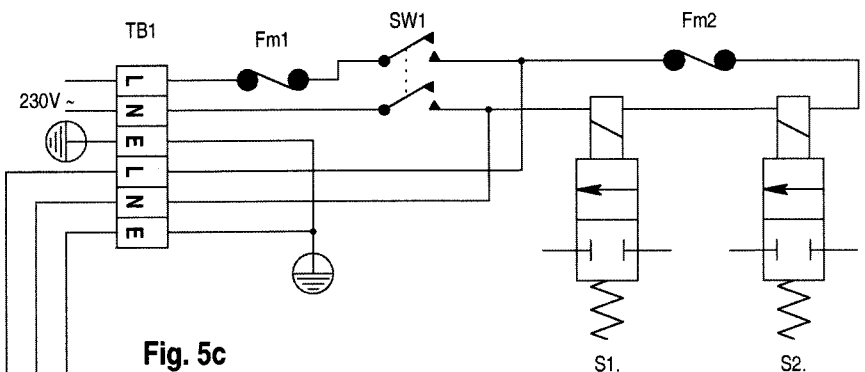 TB1
Fm1
SW1
Fm2
230V ~
L
N
E
L
N
E
Fig. 5c
S1.
S2.